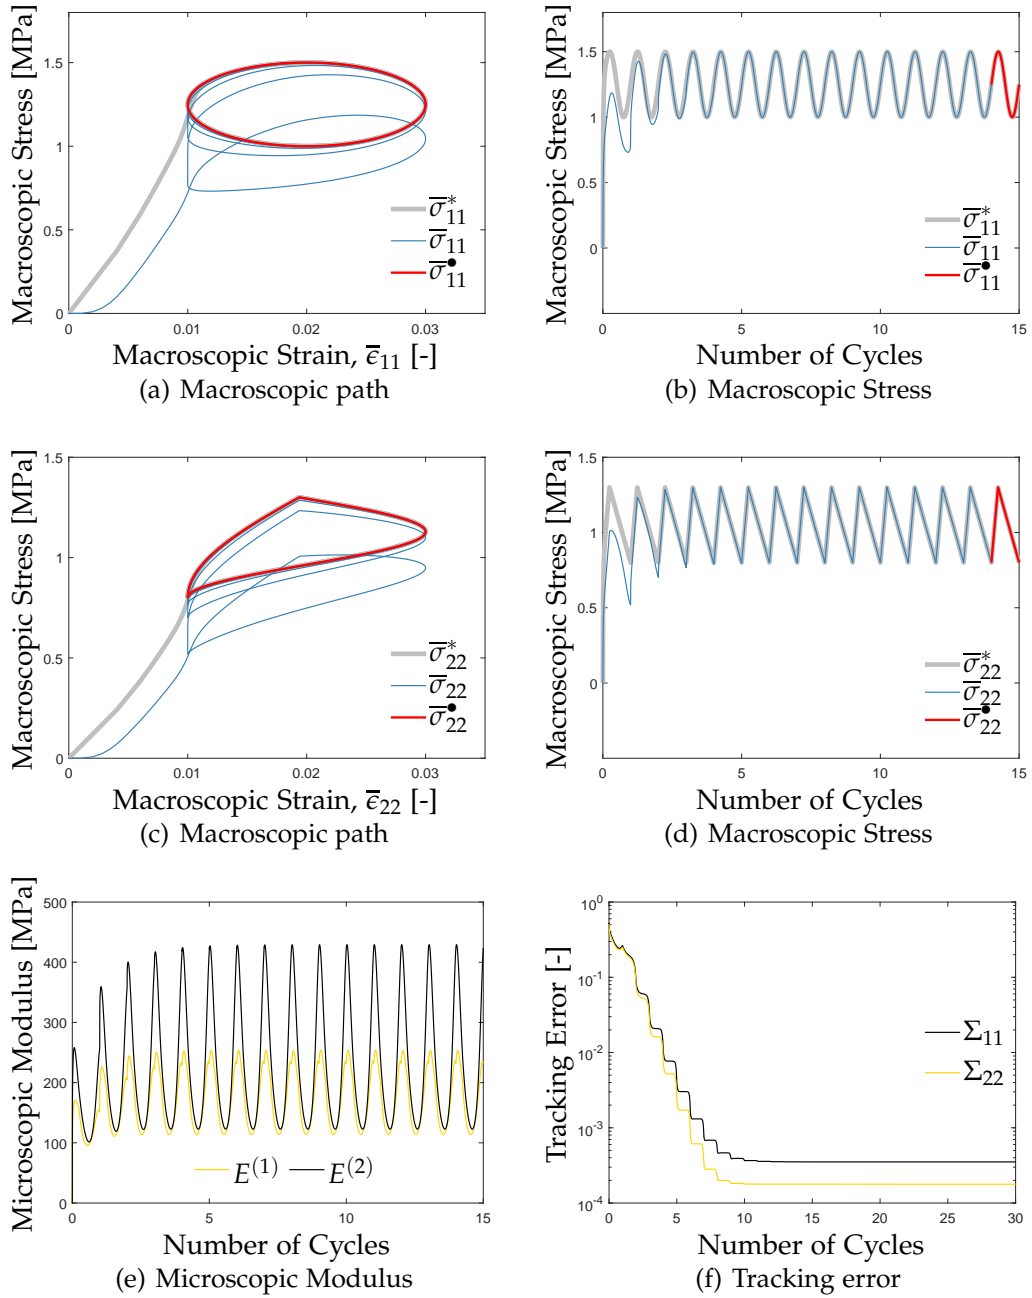 Macroscopic Stress [MPa]
1.5
1
0.5
0
0 0.01 0.02 0.03
σ̅*₁₁
σ̅₁₁
σ̅•₁₁
Macroscopic Strain, ε̅₁₁ [-]
(a) Macroscopic path
Macroscopic Stress [MPa]
1.5
1
0.5
0
0 5 10 15
σ̅*₁₁
σ̅₁₁
σ̅•₁₁
Number of Cycles
(b) Macroscopic Stress
Macroscopic Stress [MPa]
1.5
1
0.5
0
0 0.01 0.02 0.03
σ̅*₂₂
σ̅₂₂
σ̅•₂₂
Macroscopic Strain, ε̅₂₂ [-]
(c) Macroscopic path
Macroscopic Stress [MPa]
1.5
1
0.5
0
0 5 10 15
σ̅*₂₂
σ̅₂₂
σ̅•₂₂
Number of Cycles
(d) Macroscopic Stress
Microscopic Modulus [MPa]
500
400
300
200
100
0
0 5 10 15
E⁽¹⁾ E⁽²⁾
Number of Cycles
(e) Microscopic Modulus
Tracking Error [-]
10⁰
10⁻¹
10⁻²
10⁻³
10⁻⁴
0 5 10 15 20 25 30
Σ₁₁
Σ₂₂
Number of Cycles
(f) Tracking error